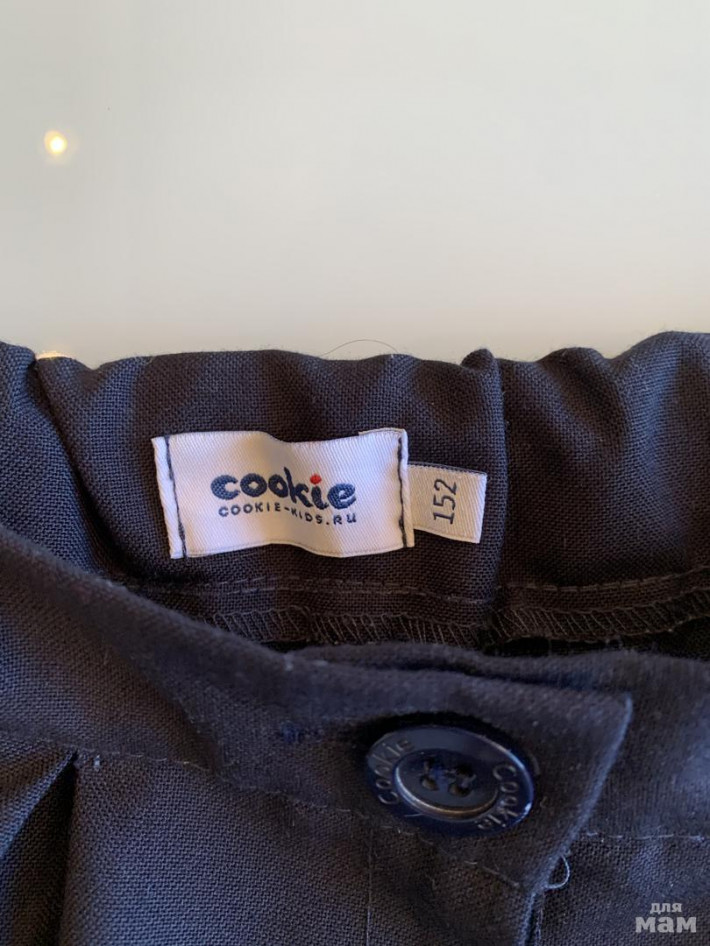 cookie
COOKIE-KIDS.RU
152
Cookie
Cookie
для
мам